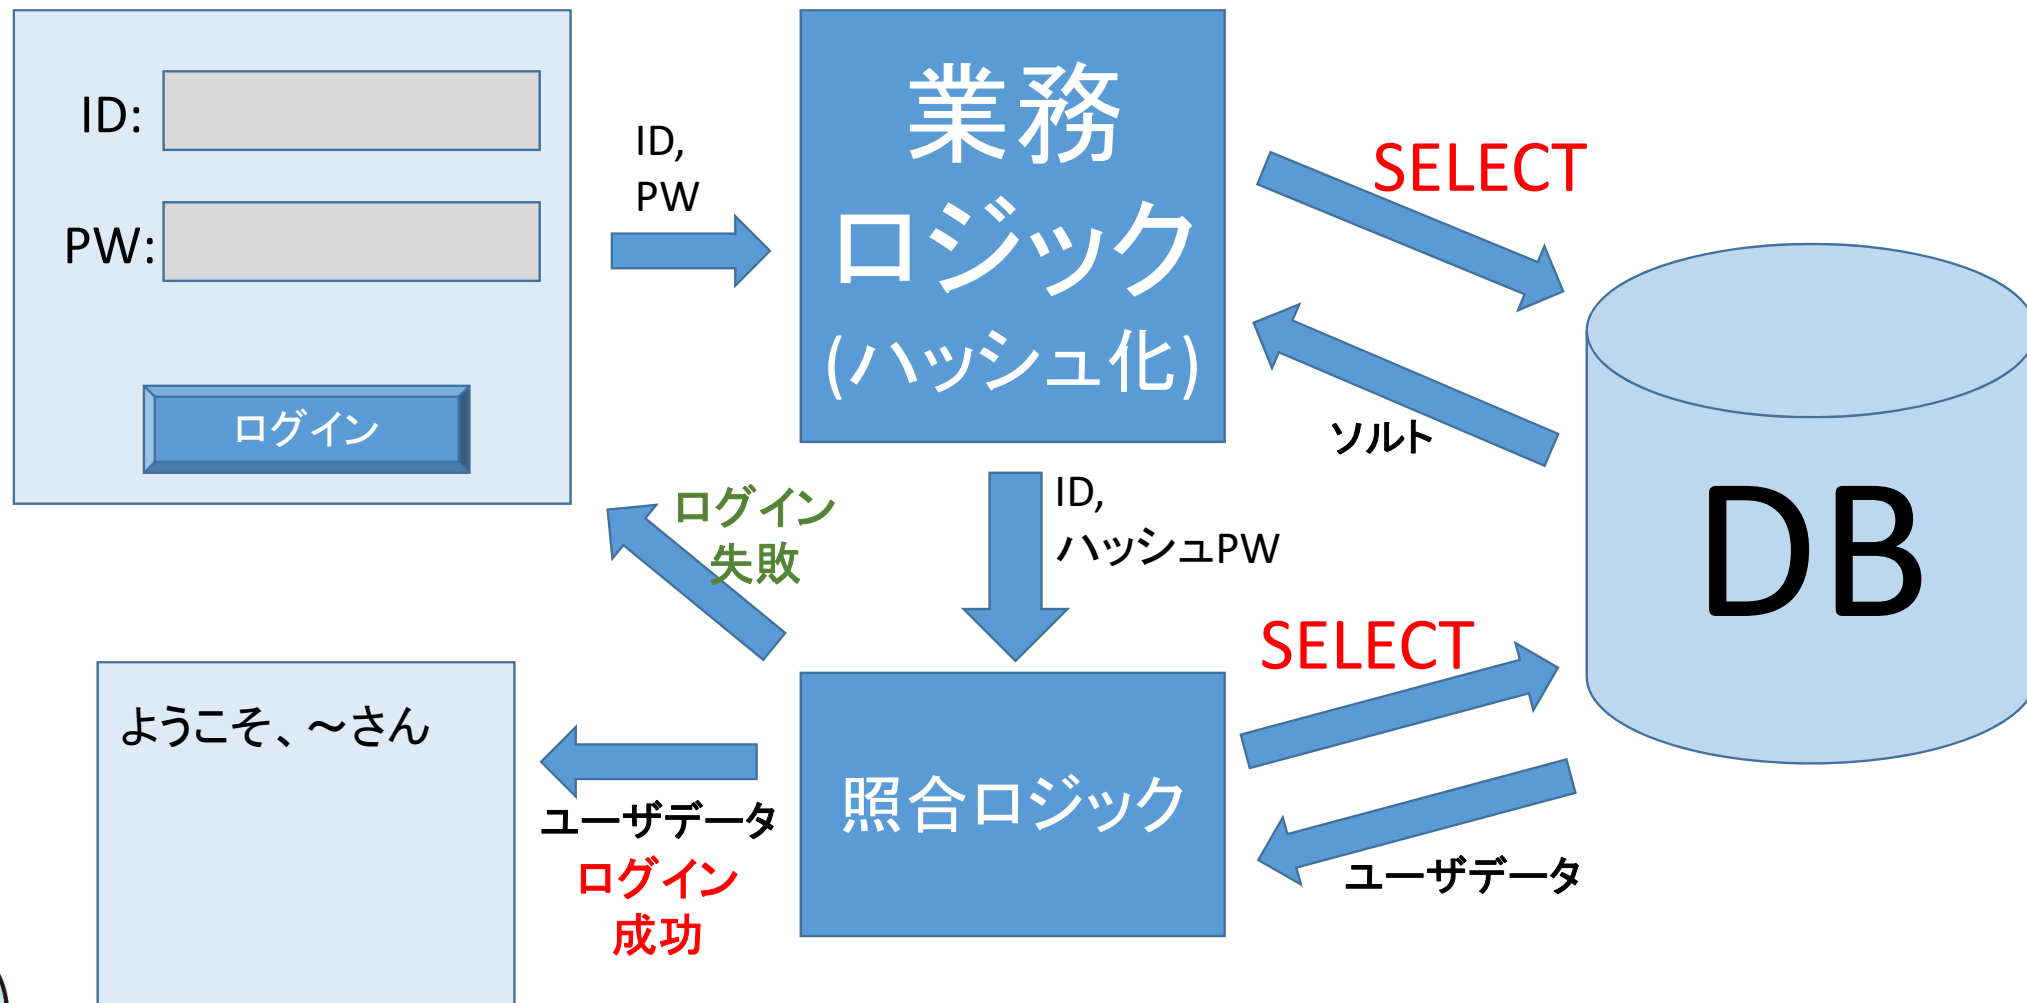 ID:
PW:
ログイン
ID,
PW
業務
ロジック
(ハッシュ化)
SELECT
ソルト
DB
ID,
ハッシュPW
ログイン
失敗
SELECT
照合ロジック
ユーザデータ
ようこそ、～さん
ユーザデータ
ログイン
成功